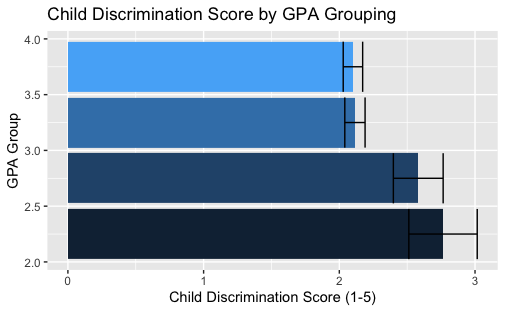 Child Discrimination Score by GPA Grouping
4.0
3.5
3.0
2.5
2.0
GPA Group
0 1 2 3
Child Discrimination Score (1-5)